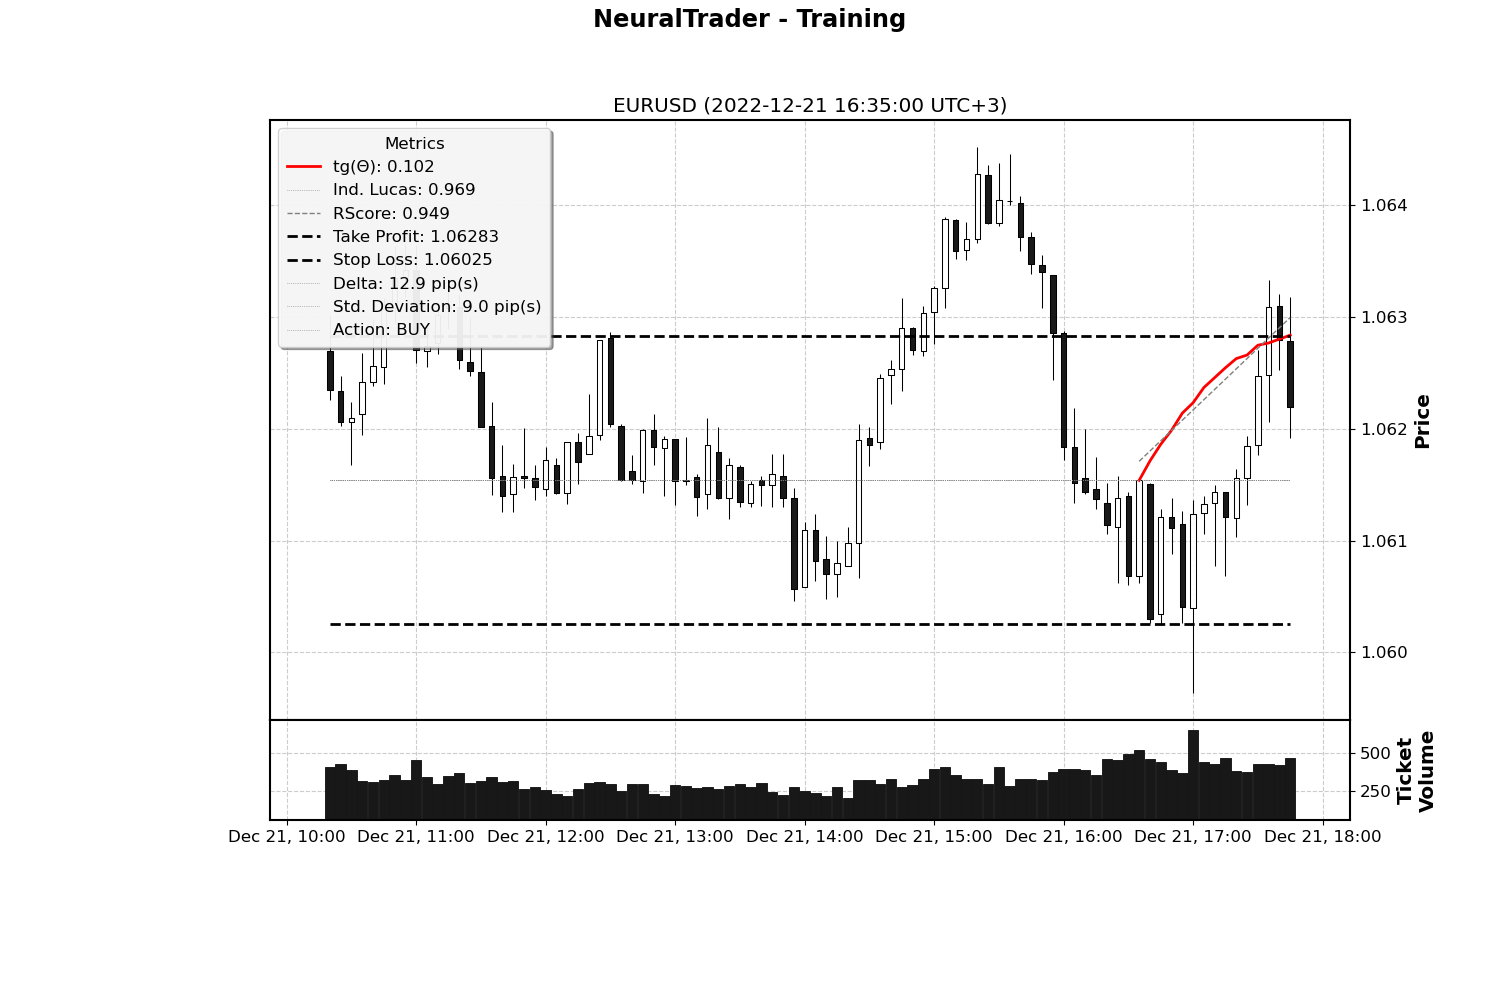 NeuralTrader - Training
EURUSD (2022-12-21 16:35:00 UTC+3)
Metrics
tg(Θ): 0.102
Ind. Lucas: 0.969
RScore: 0.949
Take Profit: 1.06283
Stop Loss: 1.06025
Delta: 12.9 pip(s)
Std. Deviation: 9.0 pip(s)
Action: BUY
1.064
1.063
1.062
1.061
1.060
Price
500
250
Ticket
Volume
Dec 21, 10:00 Dec 21, 11:00 Dec 21, 12:00 Dec 21, 13:00 Dec 21, 14:00 Dec 21, 15:00 Dec 21, 16:00 Dec 21, 17:00 Dec 21, 18:00